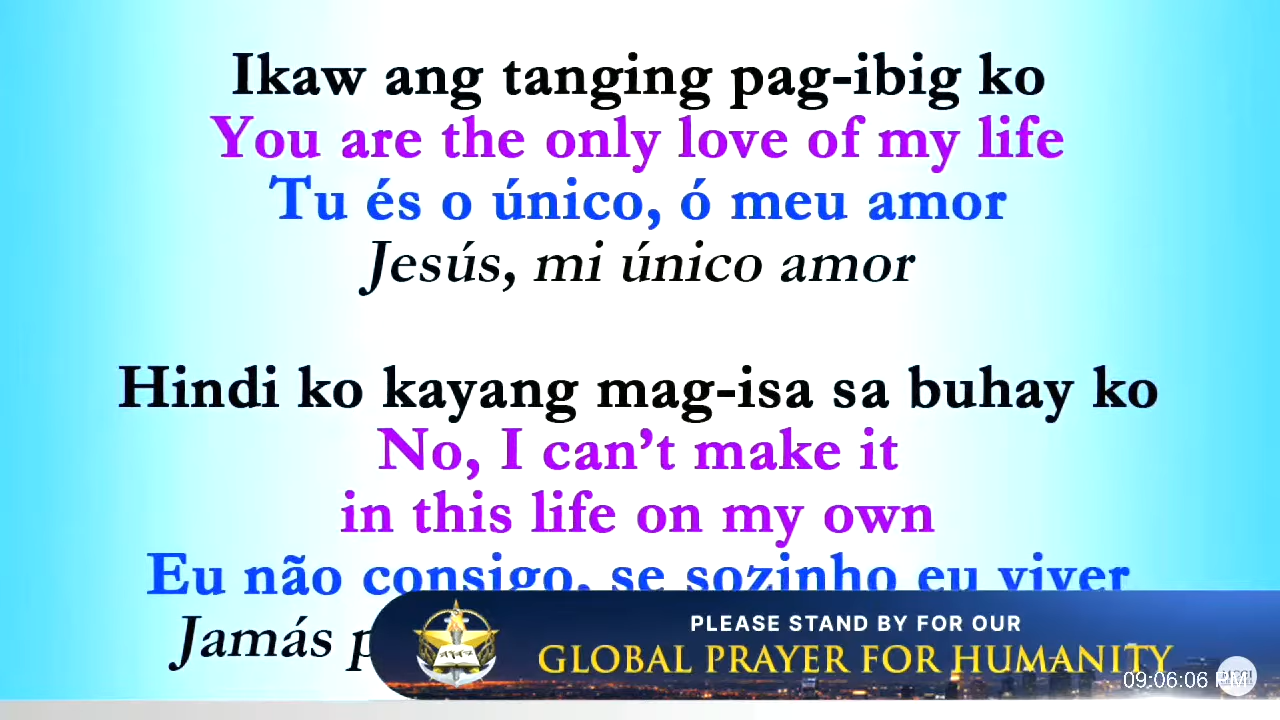 Ikaw ang tanging pag-ibig ko
You are the only love of my life
Tu és o único, ó meu amor
Jesús, mi único amor
Hindi ko kayang mag-isa sa buhay ko
No, I can't make it
in this life on my own
Eu não consigo, se sozinho eu viver
Jamás
PLEASE STAND BY FOR OUR
GLOBAL PRAYER FOR HUMANITY
09:06:06 PM